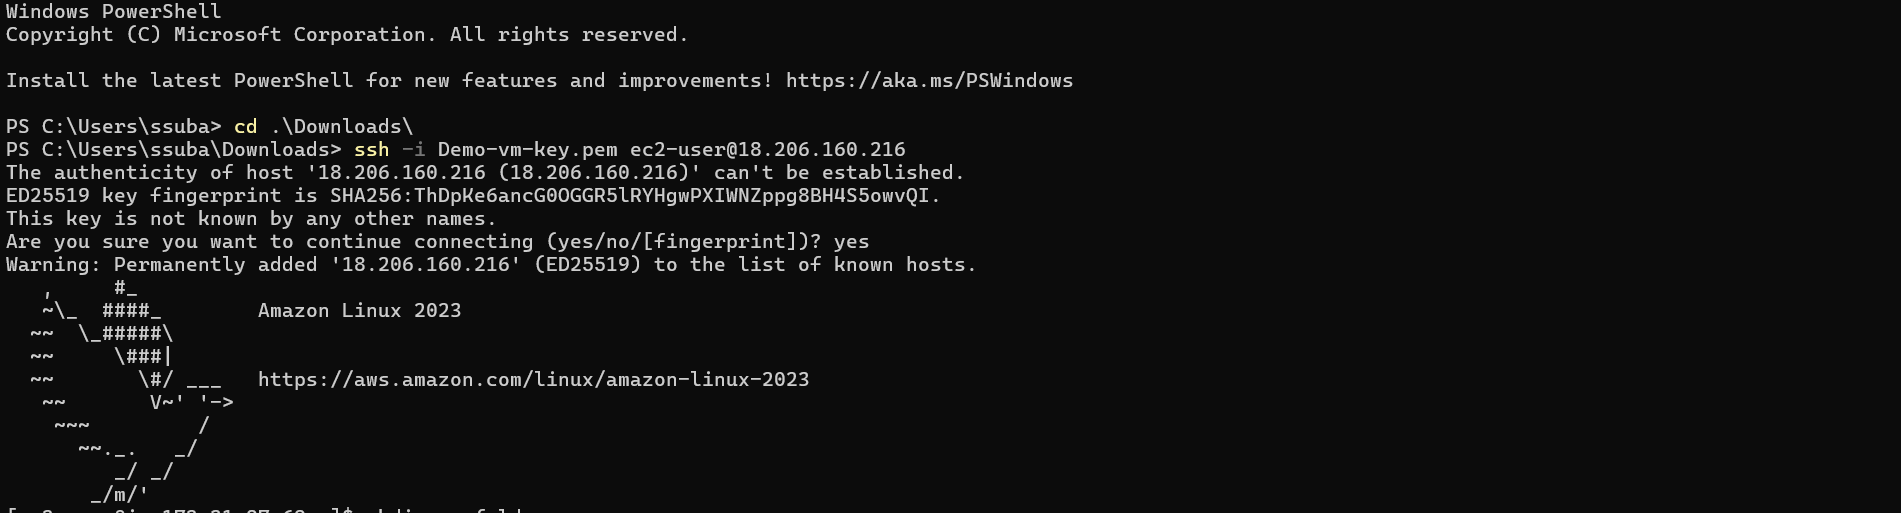 Windows PowerShell
Copyright (C) Microsoft Corporation. All rights reserved.
Install the latest PowerShell for new features and improvements! https://aka.ms/PSWindows
PS C:\Users\ssuba> cd .\Downloads\
PS C:\Users\ssuba\Downloads> ssh -i Demo-vm-key.pem ec2-user@18.206.160.216
The authenticity of host '18.206.160.216 (18.206.160.216)' can't be established.
ED25519 key fingerprint is SHA256:ThDpKe6ancG0OGGR5lRYHgwPXIWNZppg8BH4S5owvQI.
This key is not known by any other names.
Are you sure you want to continue connecting (yes/no/[fingerprint])? yes
Warning: Permanently added '18.206.160.216' (ED25519) to the list of known hosts.
   ,     #_
   ~\_  ####_        Amazon Linux 2023
  ~~  \_#####\
  ~~     \###|
  ~~       \#/ ___   https://aws.amazon.com/linux/amazon-linux-2023
   ~~       V~' '->
    ~~~         /
      ~~._.   _/
         _/ _/
       _/m/'